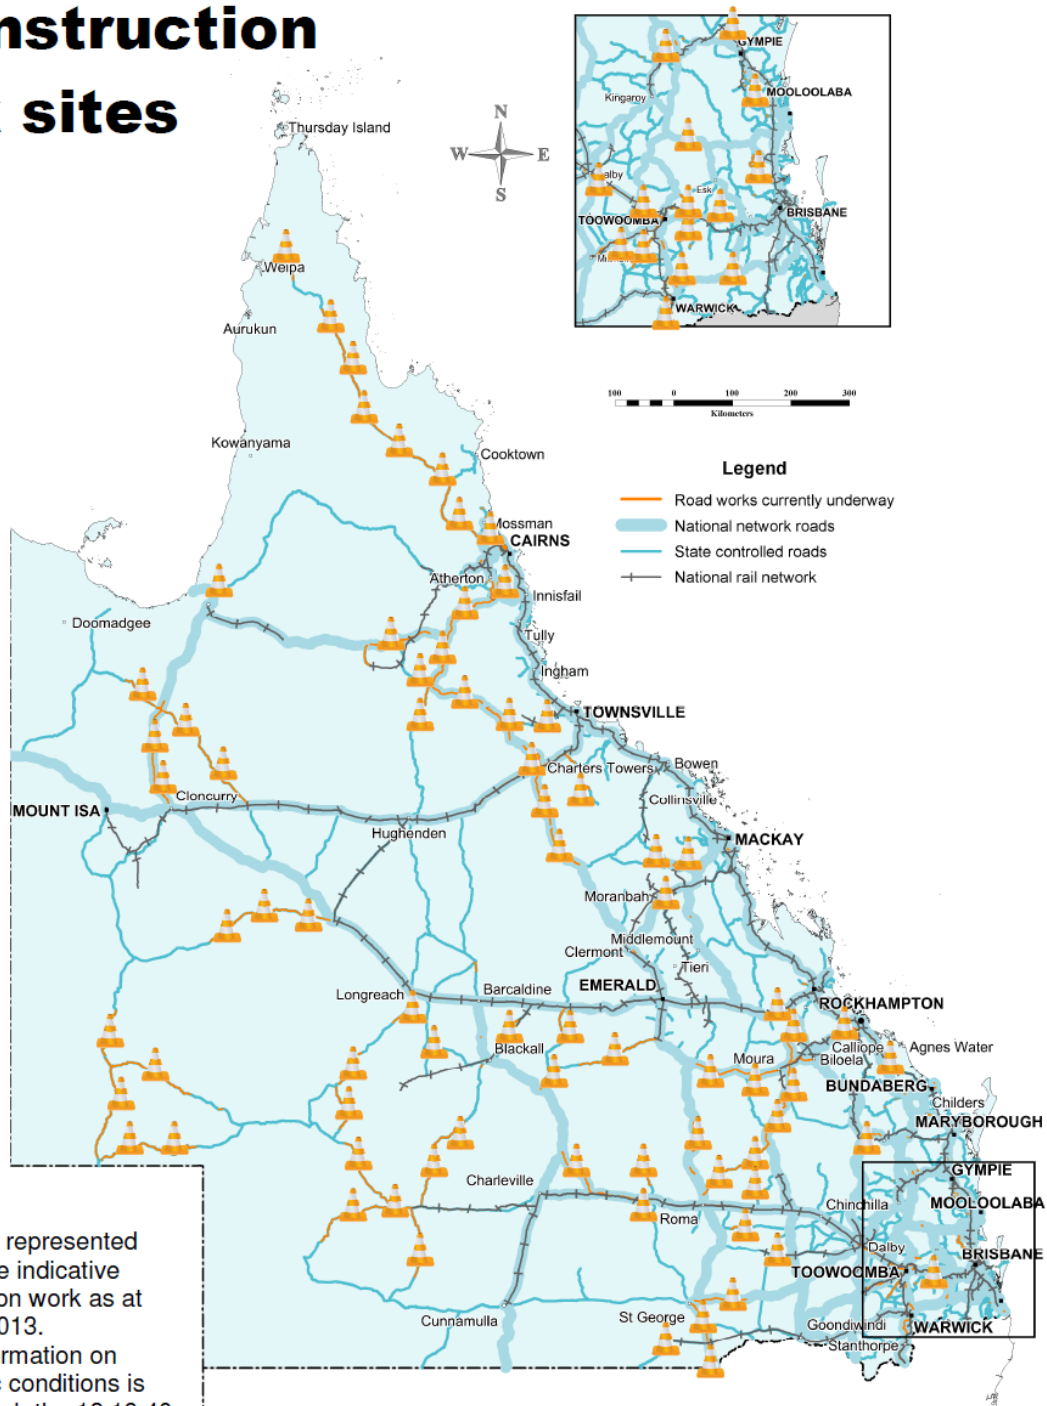 nstruction
sites
Thursday Island
N
W E
S
Weipa
Aurukun
Kowanyama
Cooktown
Mossman
CAIRNS
Atherton
Innisfail
Doomadgee
Tully
Ingham
TOWNSVILLE
Charters Towers
Bowen
Cloncurry
Collinsville
MOUNT ISA
Hughenden
MACKAY
Moranbah
Middlemount
Clermont
Tieri
EMERALD
Longreach
Barcaldine
ROCKHAMPTON
Blackall
Calliope
Agnes Water
Moura
Biloela
BUNDABERG
Childers
MARYBOROUGH
GYMPIE
Charleville
Chinchilla
MOOLOOLABA
Roma
Dalby
BRISBANE
TOOWOOMBA
Cunnamulla
St George
Goondiwindi
WARWICK
Stanthorpe
GYMPIE
Kingaroy
MOOLOOLABA
alby
Esk
BRISBANE
TOOWOOMBA
WARWICK
100 0 100 200 300
Kilometers
Legend
Road works currently underway
National network roads
State controlled roads
National rail network
represented
e indicative
on work as at
013.
rmation on
c conditions is